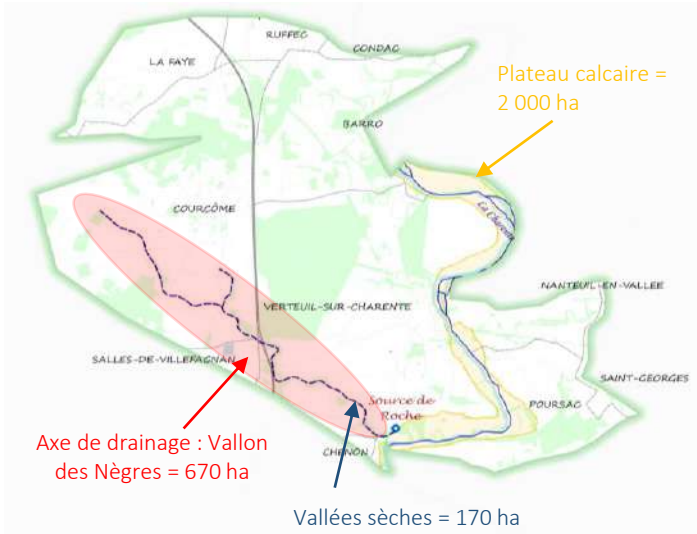 RUFFEC
CONDAC
LA FAYE
Plateau calcaire =
2 000 ha
BARRO
COURCÔME
La Charente
NANTEUIL-EN-VALLEE
VERTEUIL-SUR-CHARENTE
SALLES-DE-VILLEFAGNAN
SAINT-GEORGES
Source de
Roche
POURSAC
Axe de drainage : Vallon
des Nègres = 670 ha
CHENON
Vallées sèches = 170 ha